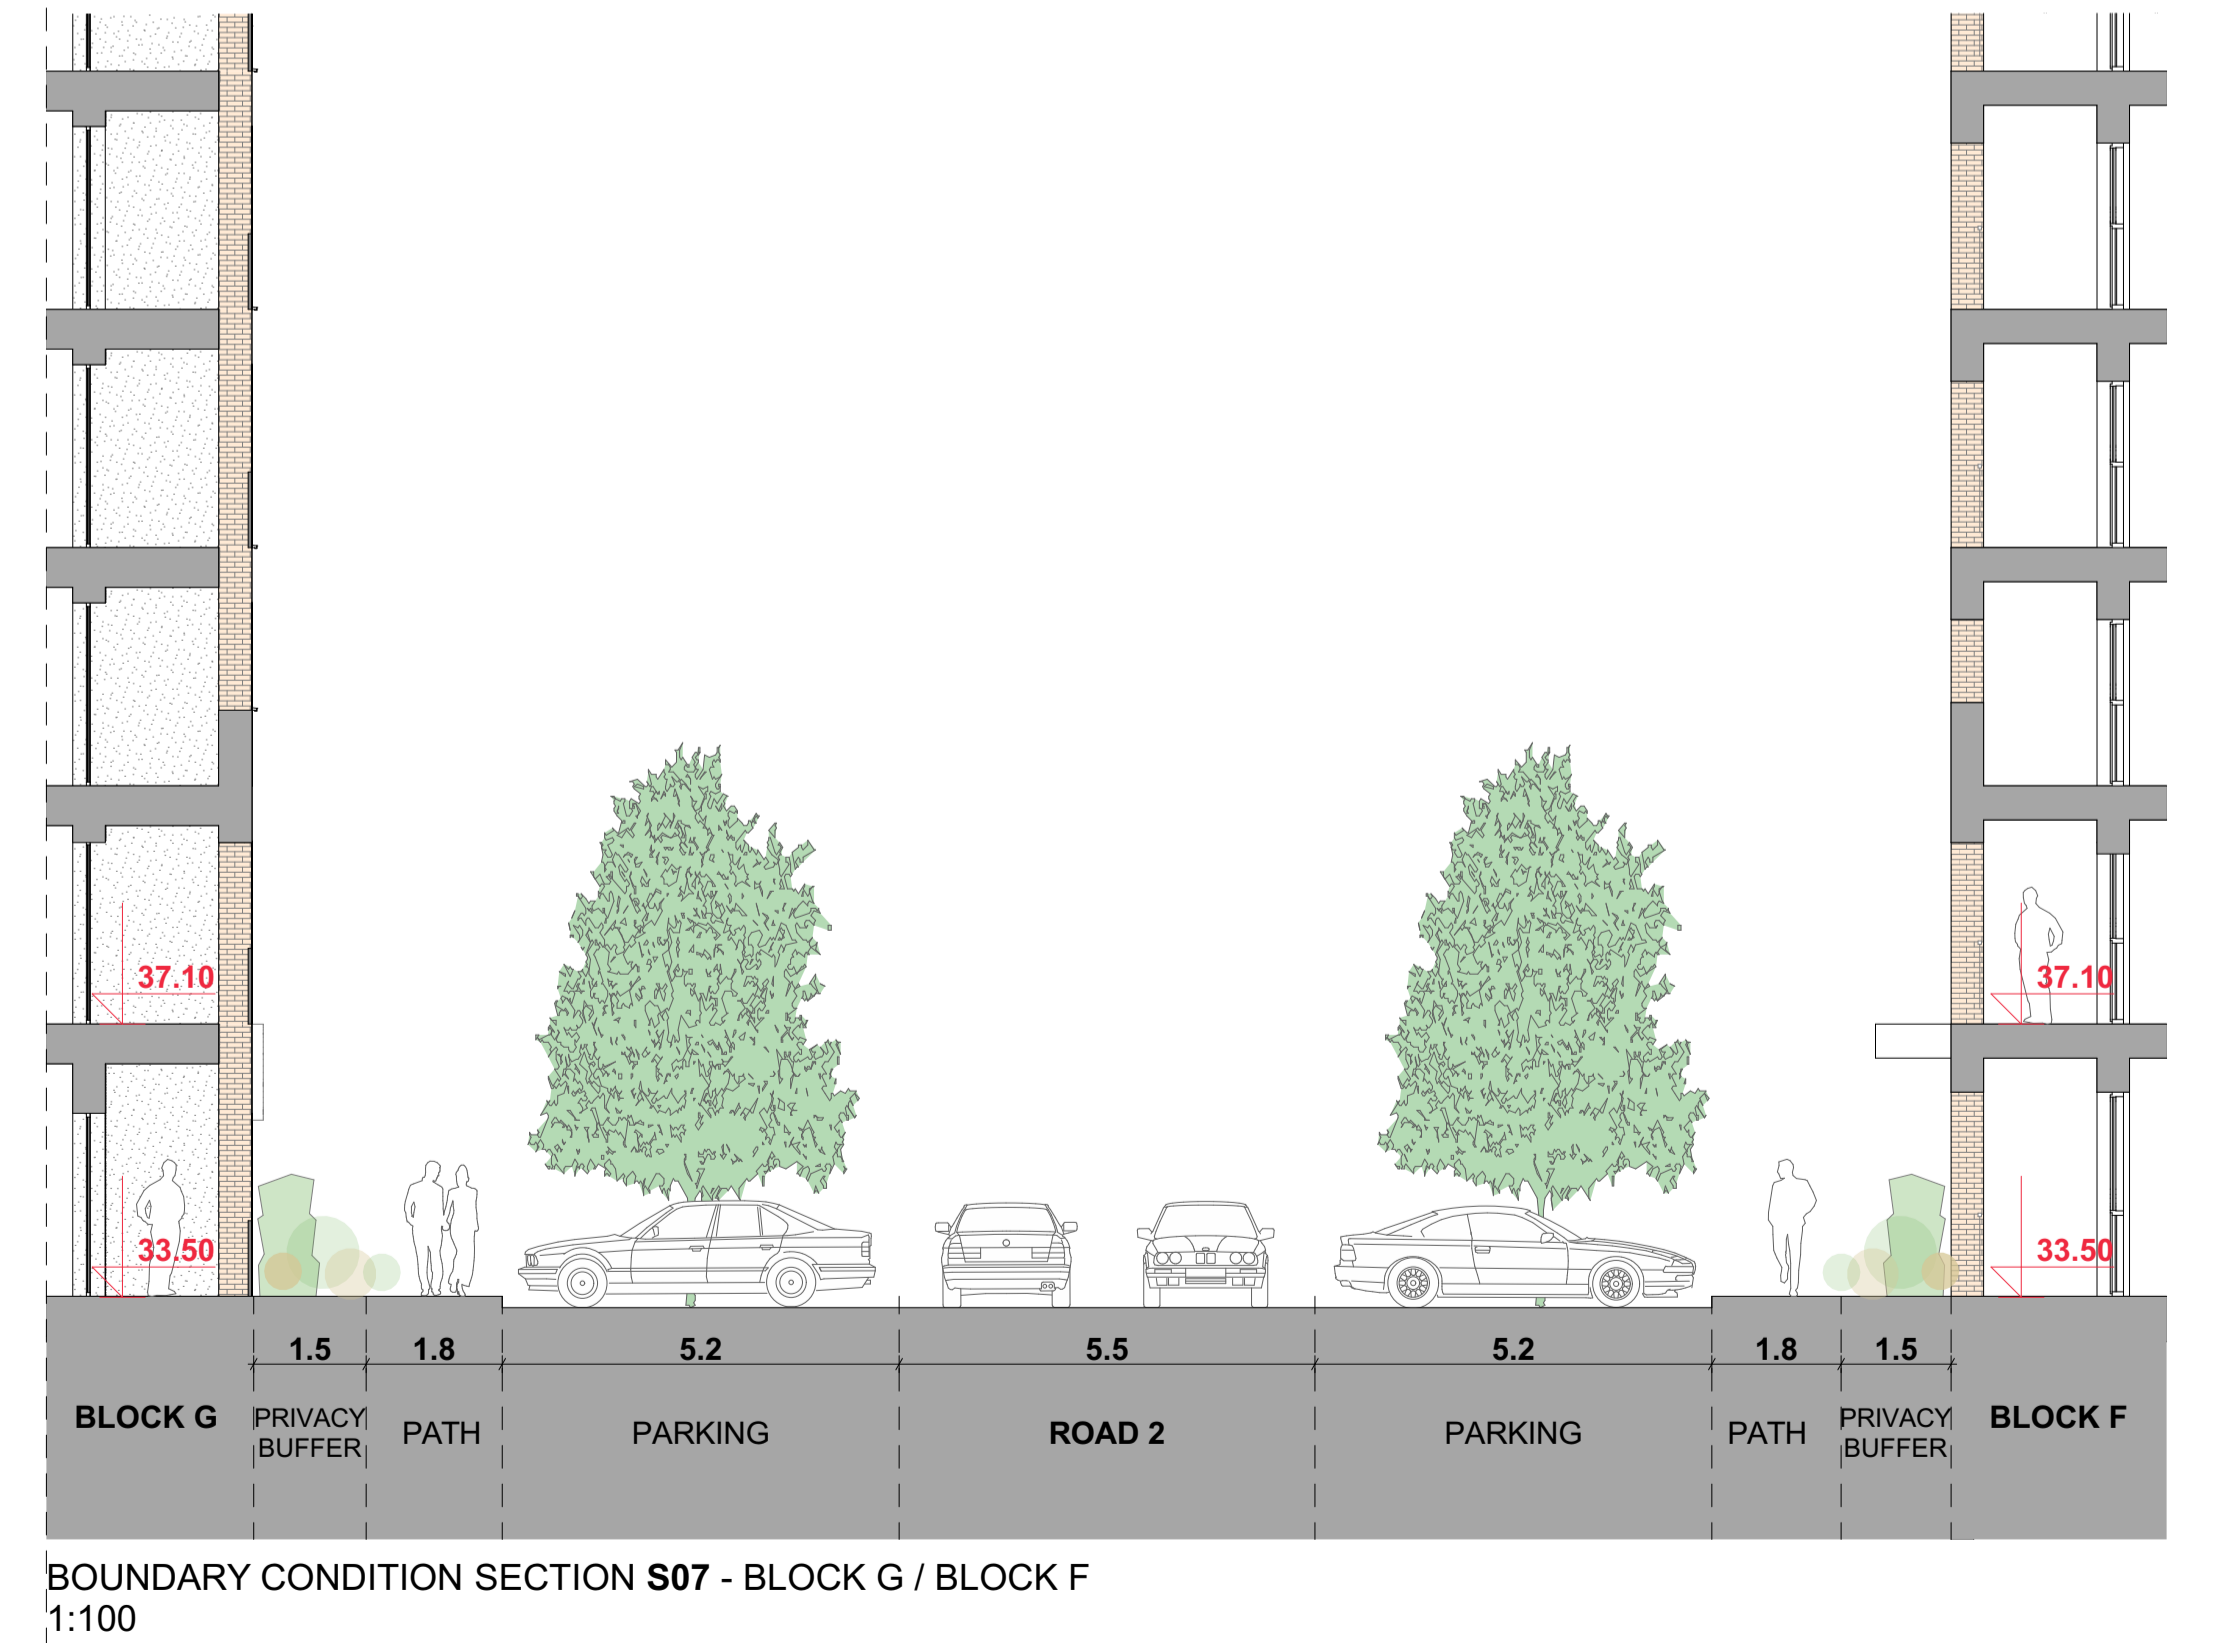 37.10
37.10
33.50
33.50
1.5 1.8 5.2 5.5 5.2 1.8 1.5
BLOCK G
PRIVACY
BUFFER
PATH
PARKING
ROAD 2
PARKING
PATH
PRIVACY
BUFFER
BLOCK F
BOUNDARY CONDITION SECTION S07 - BLOCK G / BLOCK F
1:100